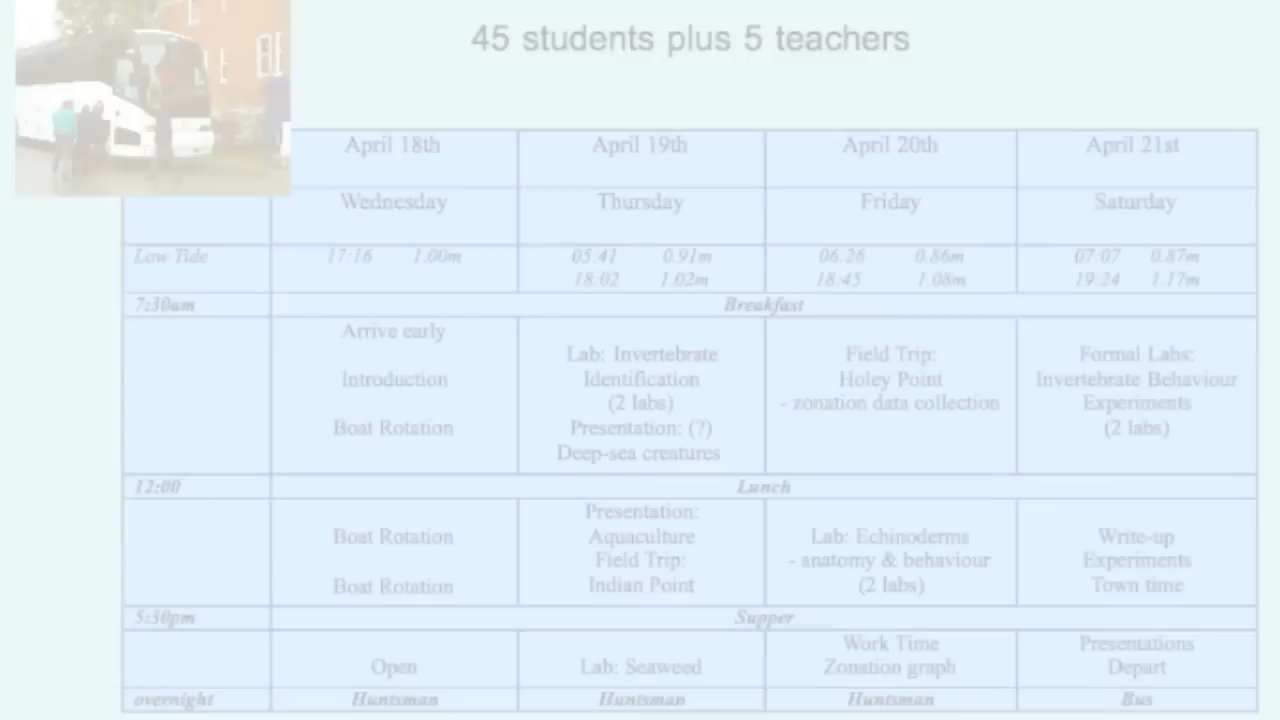 45 students plus 5 teachers
April 18th April 19th April 20th April 21st
Wednesday Thursday Friday Saturday
Low Tide 17:16 1.00m 05:41 0.91m 06:26 0.86m 07:07 0.87m
18:02 1.02m 18:45 1.08m 19:24 1.17m
7:30am Breakfast
Arrive early
Lab: Invertebrate Field Trip: Formal Labs:
Introduction Identification Holey Point Invertebrate Behaviour
(2 labs) - zonation data collection Experiments
Boat Rotation Presentation: (?) (2 labs)
Deep-sea creatures
12:00 Lunch
Presentation:
Boat Rotation Aquaculture Lab: Echinoderms Write-up
Field Trip: - anatomy & behaviour Experiments
Boat Rotation Indian Point (2 labs) Town time
5:30pm Supper
Work Time Presentations
Open Lab: Seaweed Zonation graph Depart
overnight Huntsman Huntsman Huntsman Bus